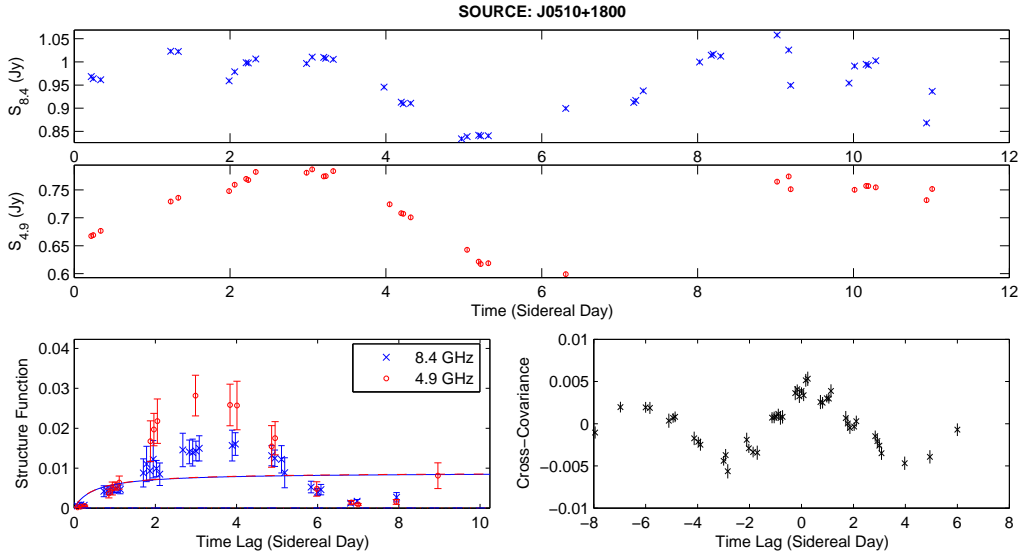 SOURCE: J0510+1800
1.05
1
0.95
0.9
0.85
S8.4 (Jy)
0 2 4 6 8 10 12
0.75
0.7
0.65
0.6
S4.9 (Jy)
0 2 4 6 8 10 12
Time (Sidereal Day)
0.04
0.03
0.02
0.01
0
Structure Function
8.4 GHz
4.9 GHz
0 2 4 6 8 10
Time Lag (Sidereal Day)
0.01
0.005
0
−0.005
−0.01
Cross−Covariance
−8 −6 −4 −2 0 2 4 6 8
Time Lag (Sidereal Day)